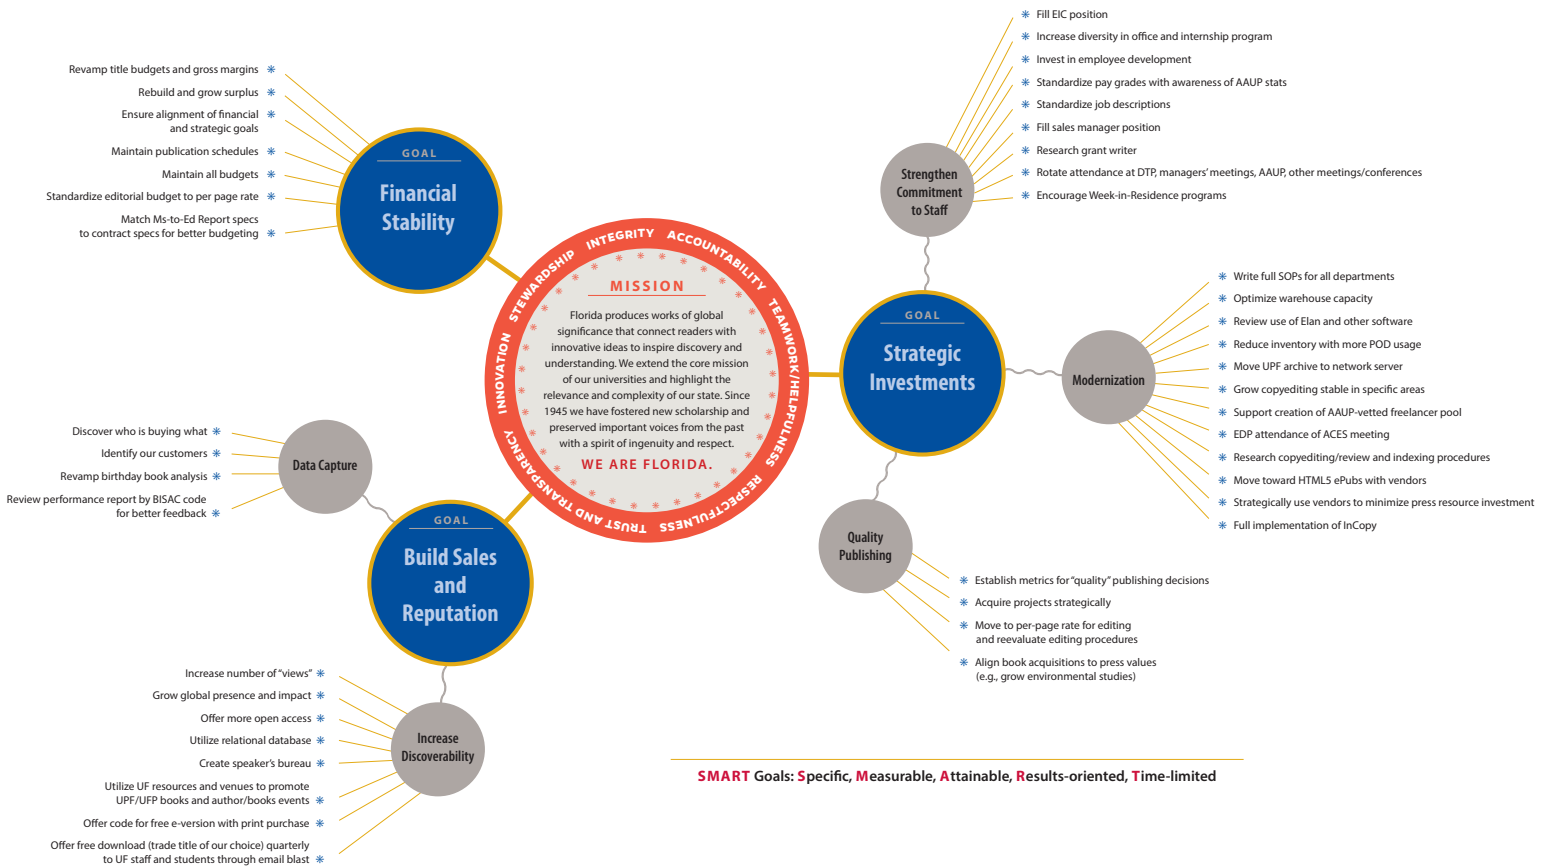 Revamp title budgets and gross margins
Rebuild and grow surplus
Ensure alignment of financial
and strategic goals
Maintain publication schedules
Maintain all budgets
Standardize editorial budget to per page rate
Match Ms-to-Ed Report specs
to contract specs for better budgeting
GOAL
Financial
Stability
INNOVATION STEWARDSHIP INTEGRITY ACCOUNTABILITY TEAMWORK/HELPFULNESS RESPECTFULNESS TRUST AND TRANSPARENCY
MISSION
Florida produces works of global
significance that connect readers with
innovative ideas to inspire discovery and
understanding. We extend the core mission
of our universities and highlight the
relevance and complexity of our state. Since
1945 we have fostered new scholarship and
preserved important voices from the past
with a spirit of ingenuity and respect.
WE ARE FLORIDA.
Fill EIC position
Increase diversity in office and internship program
Invest in employee development
Standardize pay grades with awareness of AAUP stats
Standardize job descriptions
Fill sales manager position
Research grant writer
Rotate attendance at DTP, managers' meetings, AAUP, other meetings/conferences
Encourage Week-in-Residence programs
Strengthen
Commitment
to Staff
GOAL
Strategic
Investments
Modernization
Write full SOPs for all departments
Optimize warehouse capacity
Review use of Elan and other software
Reduce inventory with more POD usage
Move UPF archive to network server
Grow copyediting stable in specific areas
Support creation of AAUP-vetted freelancer pool
EDP attendance of ACES meeting
Research copyediting/review and indexing procedures
Move toward HTML5 ePubs with vendors
Strategically use vendors to minimize press resource investment
Full implementation of InCopy
Quality
Publishing
Establish metrics for "quality" publishing decisions
Acquire projects strategically
Move to per-page rate for editing
and reevaluate editing procedures
Align book acquisitions to press values
(e.g., grow environmental studies)
Discover who is buying what
Identify our customers
Revamp birthday book analysis
Review performance report by BISAC code
for better feedback
Data Capture
GOAL
Build Sales
and
Reputation
Increase number of "views"
Grow global presence and impact
Offer more open access
Utilize relational database
Create speaker's bureau
Utilize UF resources and venues to promote
UPF/UFP books and author/books events
Offer code for free e-version with print purchase
Offer free download (trade title of our choice) quarterly
to UF staff and students through email blast
Increase
Discoverability
SMART Goals: Specific, Measurable, Attainable, Results-oriented, Time-limited